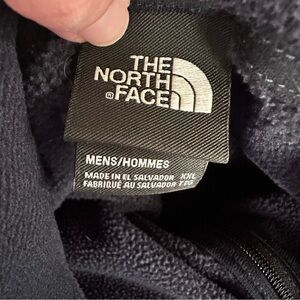 THE
NORTH
®FACE
MENS/HOMMES
MADE IN EL SALVADOR XXL
FABRIQUÉ AU SALVADOR TTG